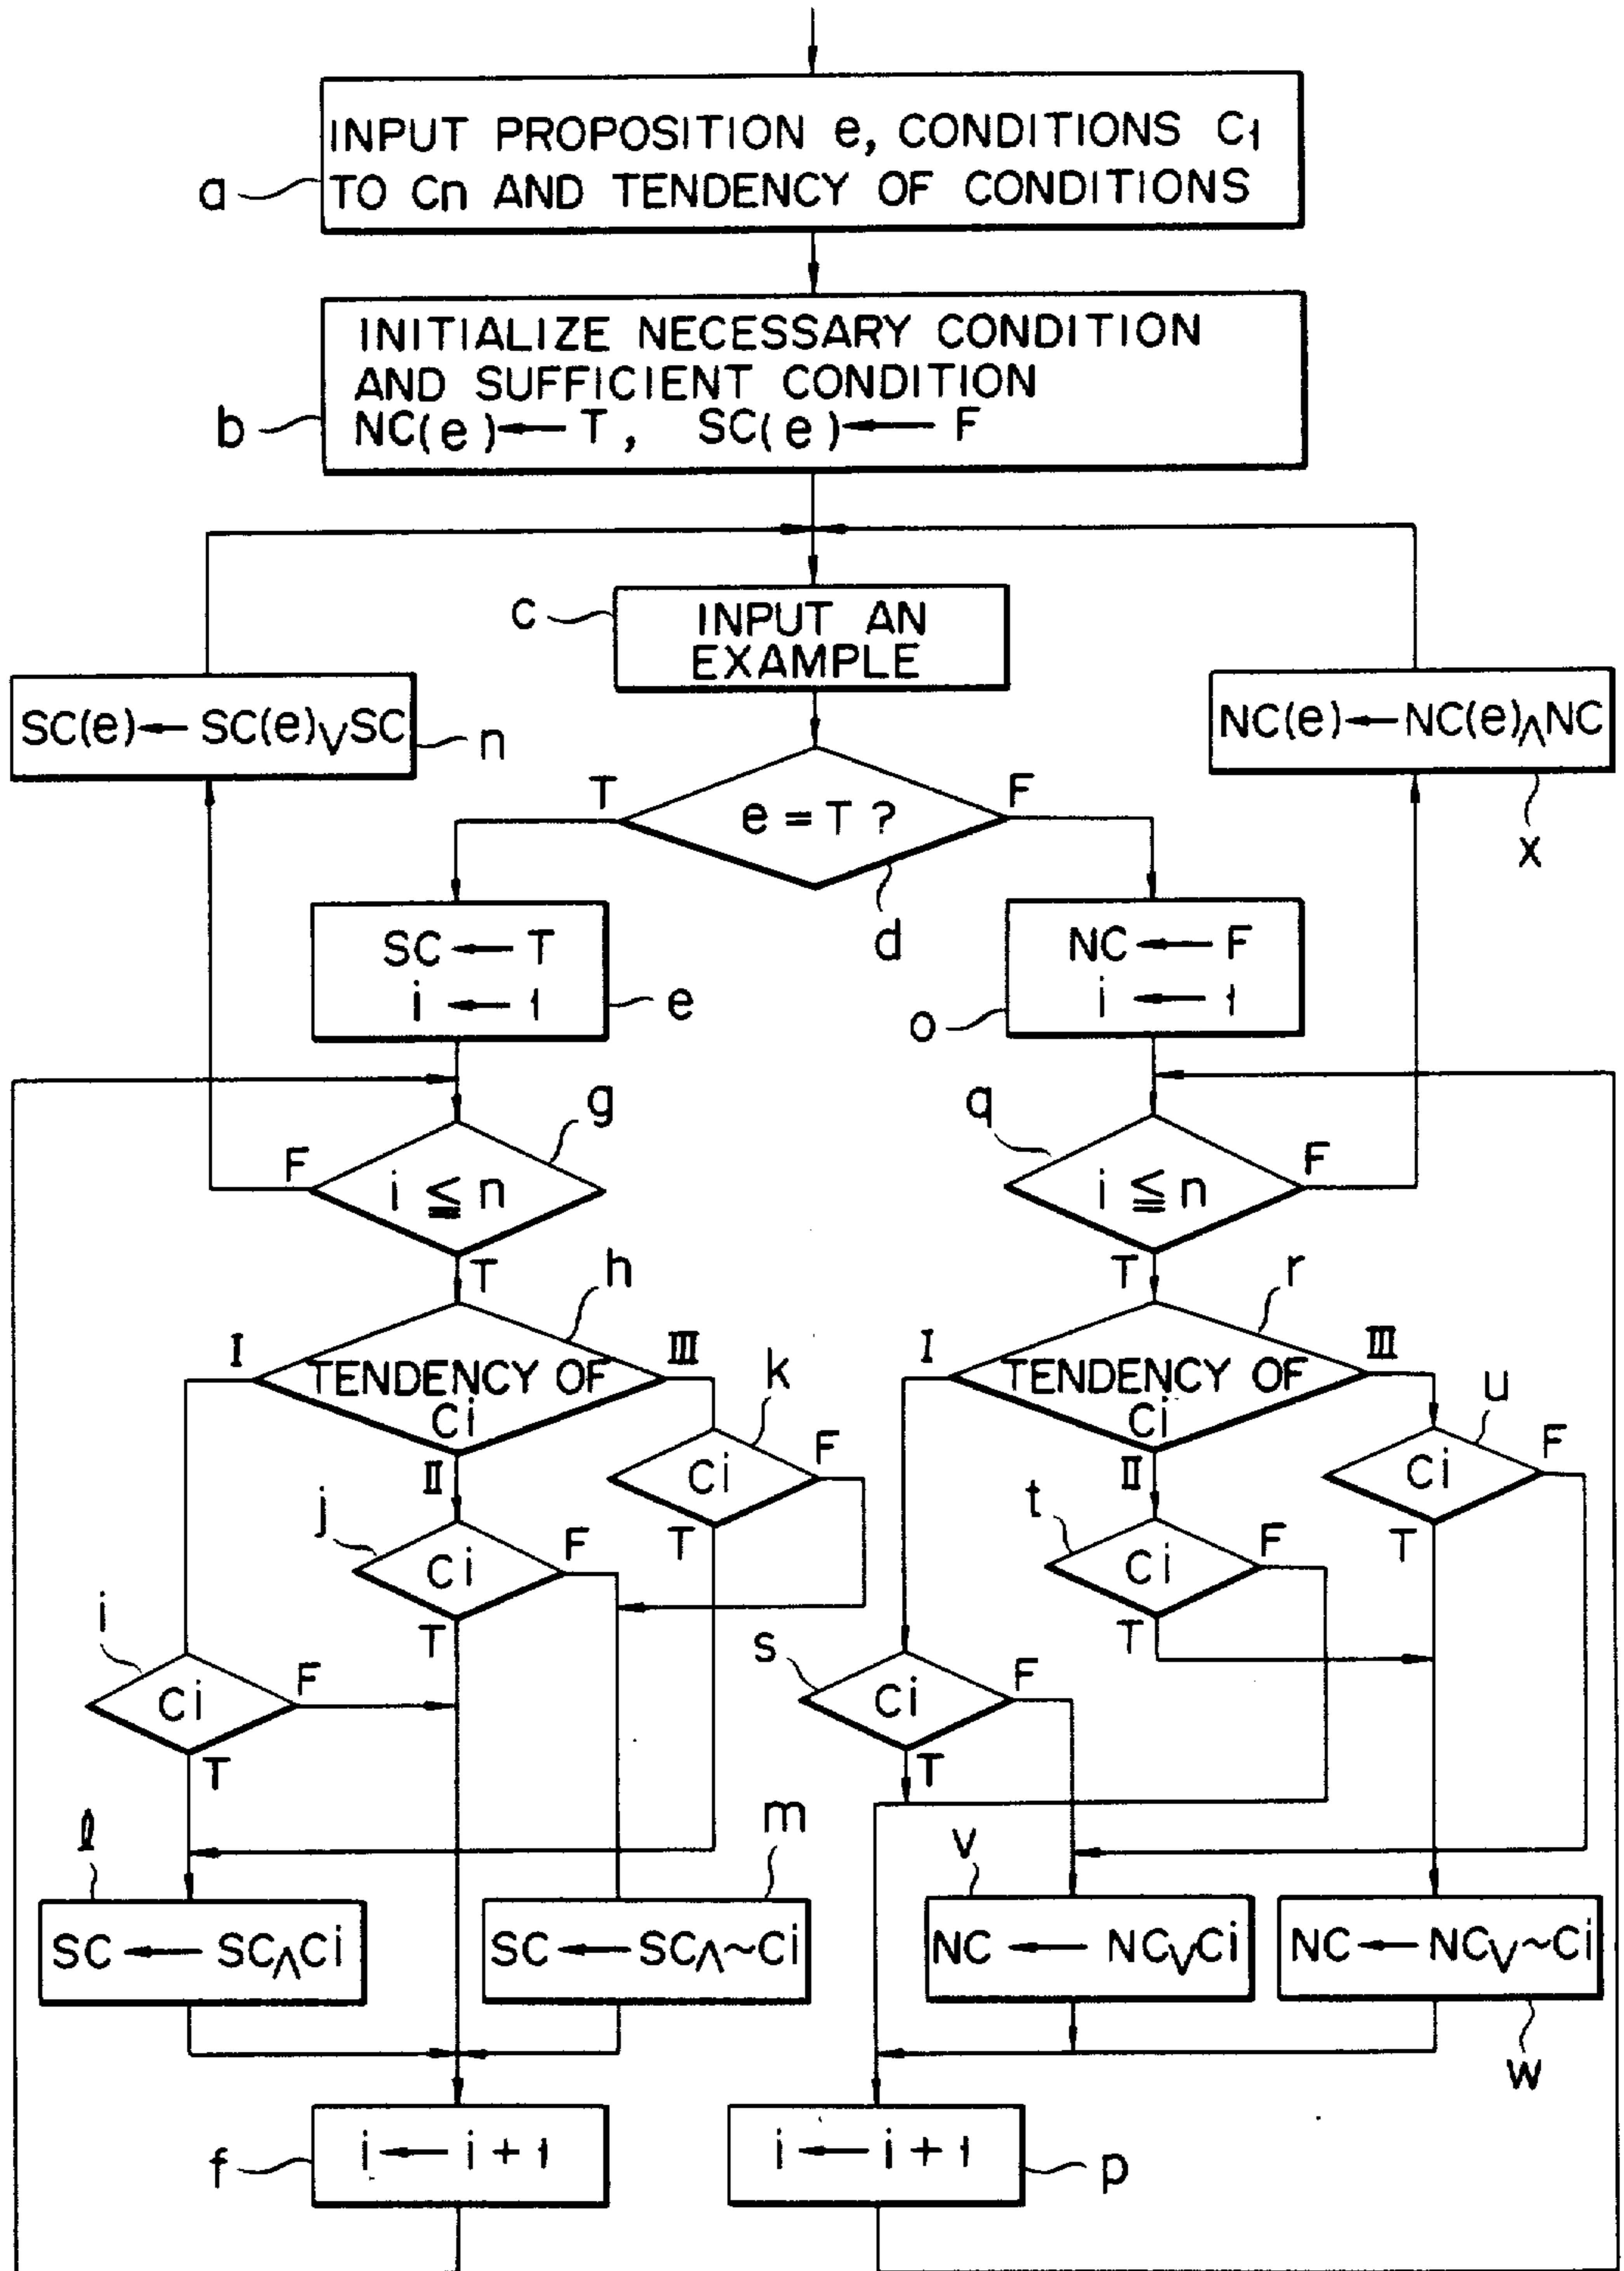 INPUT PROPOSITION e, CONDITIONS C1
a TO Cn AND TENDENCY OF CONDITIONS
INITIALIZE NECESSARY CONDITION
AND SUFFICIENT CONDITION
b NC(e)← T, SC(e)← F
c INPUT AN
EXAMPLE
SC(e)← SC(e)∨SC n
NC(e)← NC(e)∧NC
x
T e = T ? F
d
SC ← T
i ← 1 e
NC ← F
o i ← 1
g
F i ≦ n
T
q
i ≦ n F
T
h
I TENDENCY OF III
Ci
II
k
Ci F
T
j
Ci F
T
i
Ci F
T
r
I TENDENCY OF III
Ci
II
u
Ci F
T
t
Ci F
T
s
Ci F
T
ℓ
SC ← SC∧Ci
m
SC ← SC∧~Ci
v
NC ← NC∨Ci
NC ← NC∨~Ci
w
f i ← i + 1
i ← i + 1 p